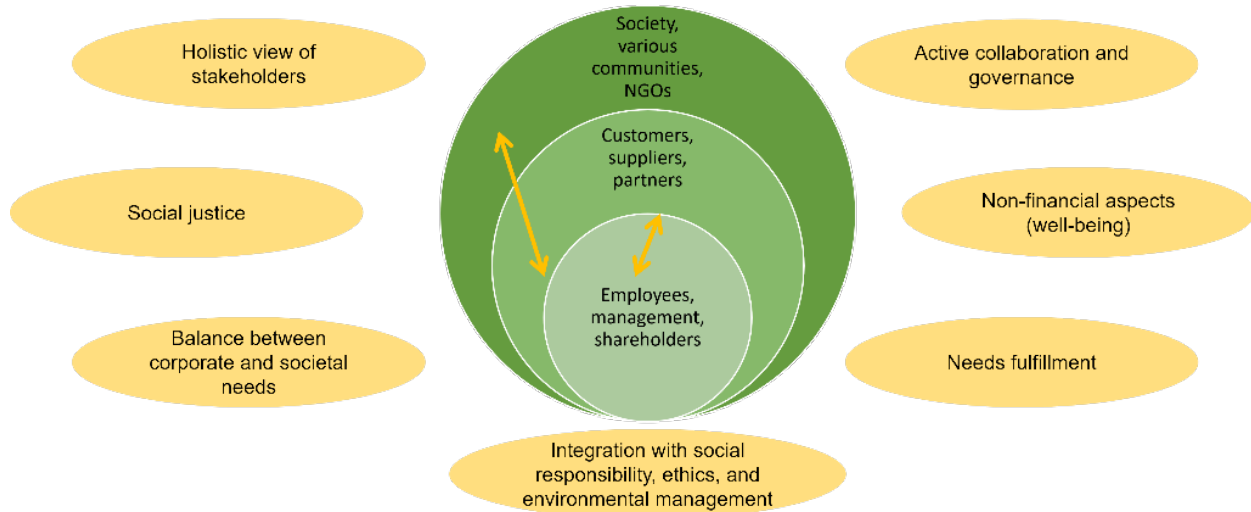 Holistic view of
stakeholders
Society,
various
communities,
NGOs
Active collaboration and
governance
Customers,
suppliers,
partners
Social justice
Non-financial aspects
(well-being)
Employees,
management,
shareholders
Balance between
corporate and societal
needs
Needs fulfillment
Integration with social
responsibility, ethics, and
environmental management